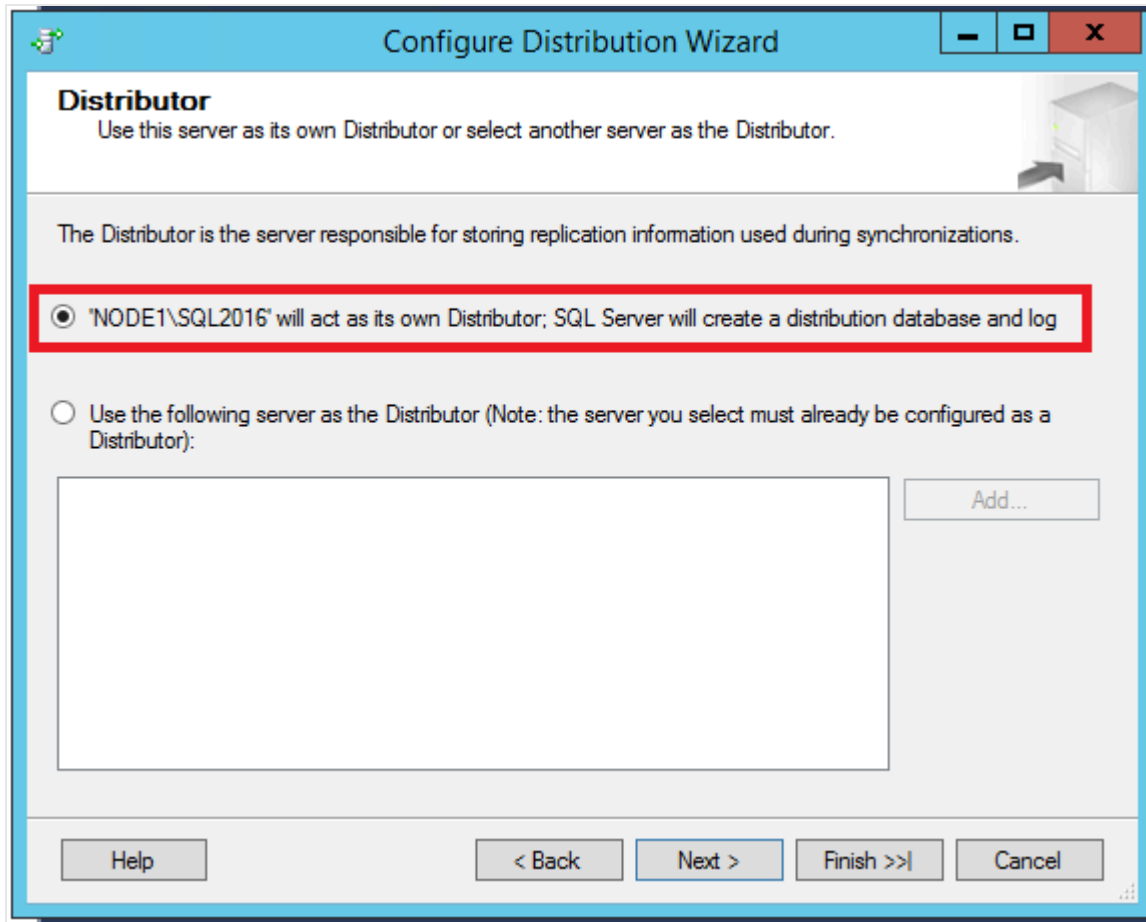 Configure Distribution Wizard
X
Distributor
Use this server as its own Distributor or select another server as the Distributor.
The Distributor is the server responsible for storing replication information used during synchronizations.
'NODE1\SQL2016' will act as its own Distributor; SQL Server will create a distribution database and log
Use the following server as the Distributor (Note: the server you select must already be configured as a
Distributor):
Add...
Help
< Back
Next >
Finish >>|
Cancel